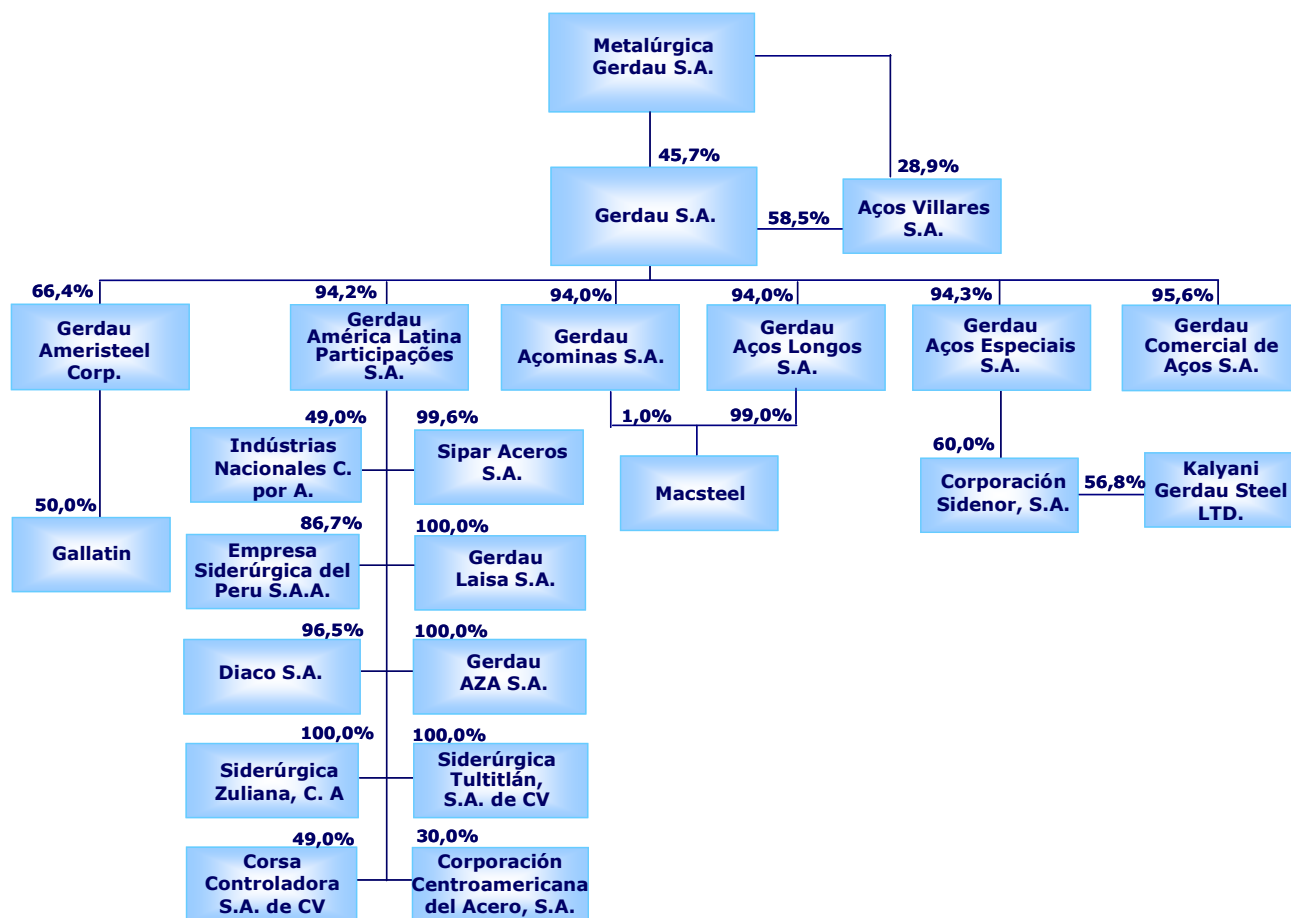 Metalúrgica
Gerdau S.A.
45,7%
28,9%
Gerdau S.A.
58,5%
Aços Villares
S.A.
66,4%
94,2%
94,0%
94,0%
94,3%
95,6%
Gerdau
Ameristeel
Corp.
Gerdau
América Latina
Participações
S.A.
Gerdau
Açominas S.A.
Gerdau
Aços Longos
S.A.
Gerdau
Aços Especiais
S.A.
Gerdau
Comercial de
Aços S.A.
49,0%
99,6%
1,0%
99,0%
Indústrias
Nacionales C.
por A.
Sipar Aceros
S.A.
Macsteel
60,0%
Corporación
Sidenor, S.A.
56,8%
Kalyani
Gerdau Steel
LTD.
50,0%
Gallatin
86,7%
100,0%
Empresa
Siderúrgica del
Peru S.A.A.
Gerdau
Laisa S.A.
96,5%
100,0%
Diaco S.A.
Gerdau
AZA S.A.
100,0%
100,0%
Siderúrgica
Zuliana, C. A
Siderúrgica
Tultitlán,
S.A. de CV
49,0%
30,0%
Corsa
Controladora
S.A. de CV
Corporación
Centroamericana
del Acero, S.A.